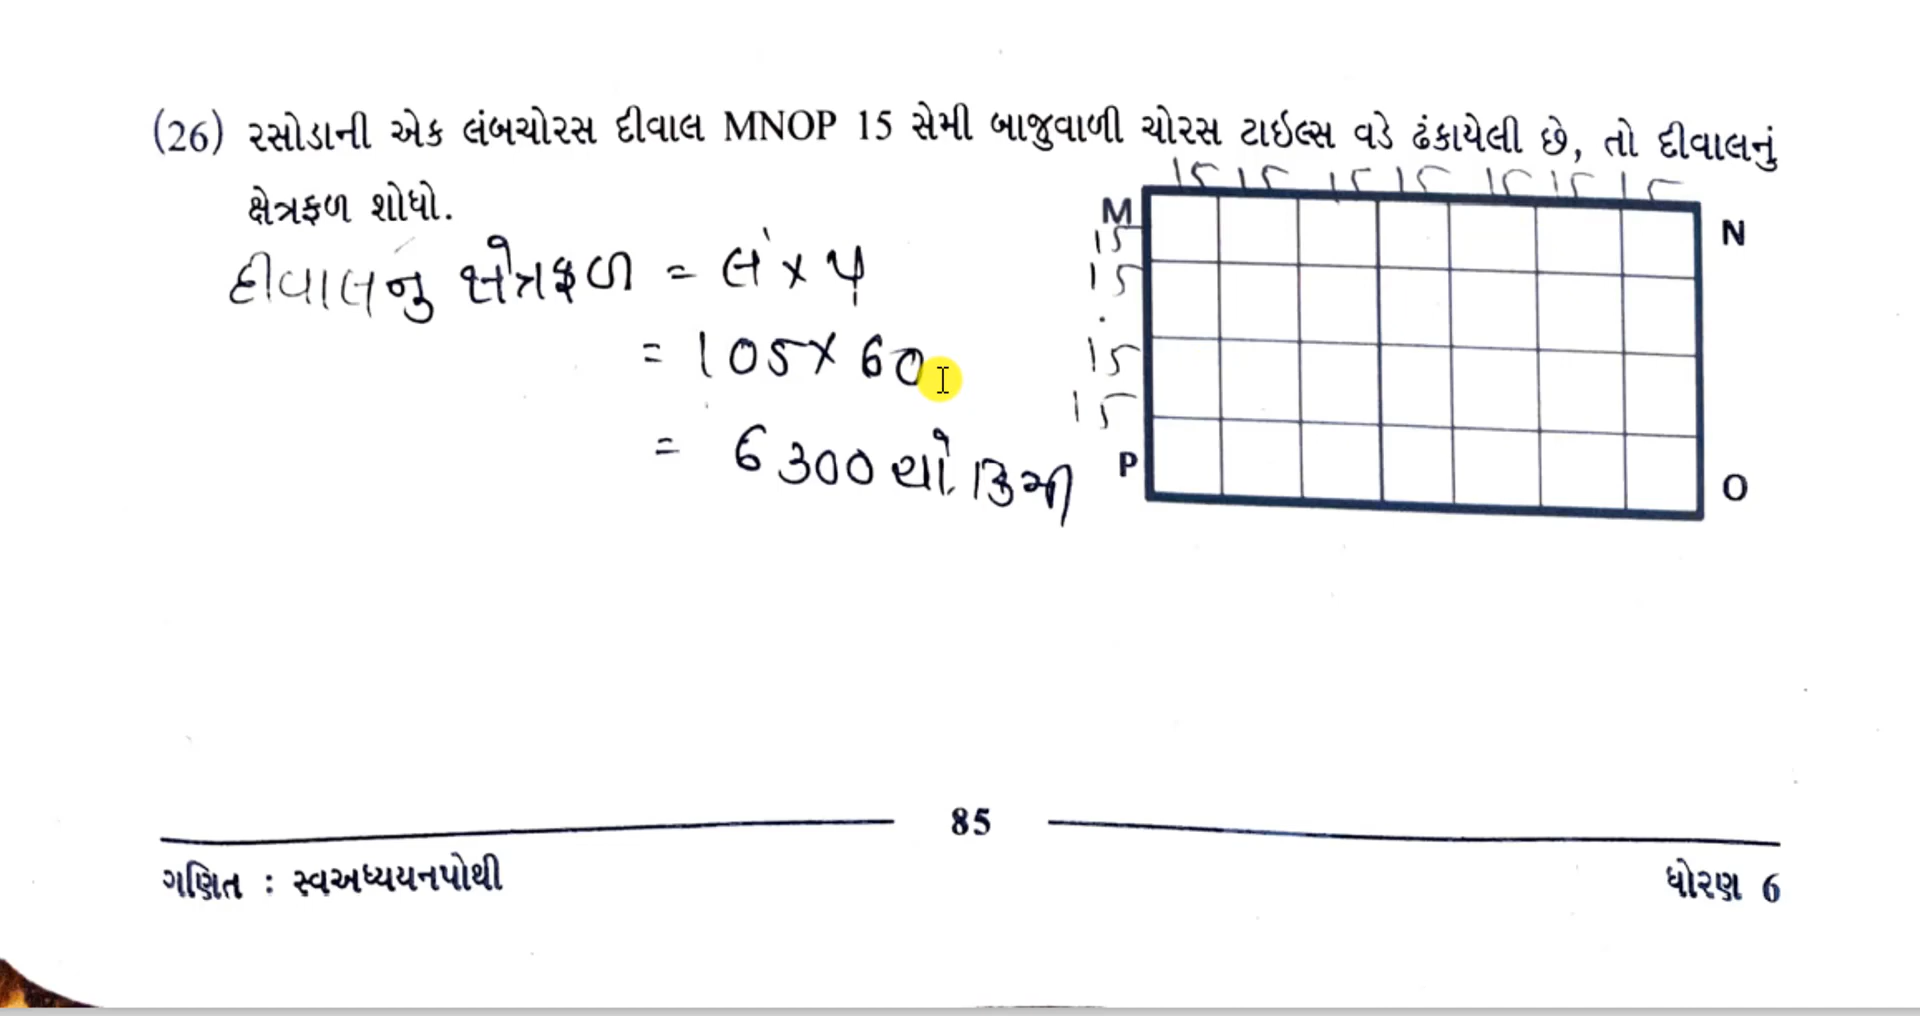 (26) રસોડાની એક લંબચોરસ દીવાલ MNOP 15 સેમી બાજુવાળી ચોરસ ટાઇલ્સ વડે ઢંકાયેલી છે, તો દીવાલનું
ક્ષેત્રફળ શોધો.
15 15 15 15 15 15 15
M
N
15
15
15
15
P
O
દીવાલનુ ક્ષેત્રફળ = લં × પ
= 105 × 60
= 6300 ચો. કિમી
85
ગણિત : સ્વઅધ્યયનપોથી
ધોરણ 6